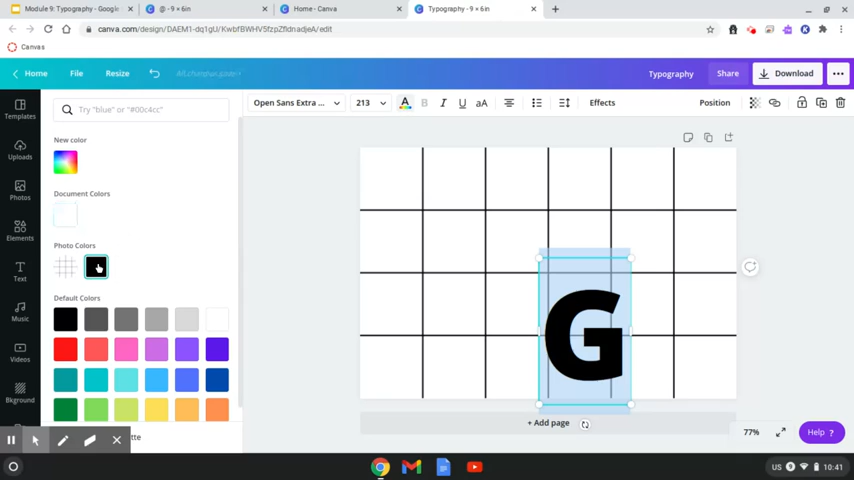 Module 9: Typography - Google
@ - 9 × 6in
Home - Canva
Typography - 9 × 6in
canva.com/design/DAEM1-dq1gU/KwbfBWV5fzpZfldnadjeA/edit
Canvas
Home
File
Resize
Typography
Share
Download
Try "blue" or "#00c4cc"
Open Sans Extra ...
213
A
B
I
U
aA
Effects
Position
Templates
Uploads
Photos
Elements
Text
Music
Videos
Bkground
New color
Document Colors
Photo Colors
Default Colors
G
+ Add page
77%
Help ?
US
9
10:41